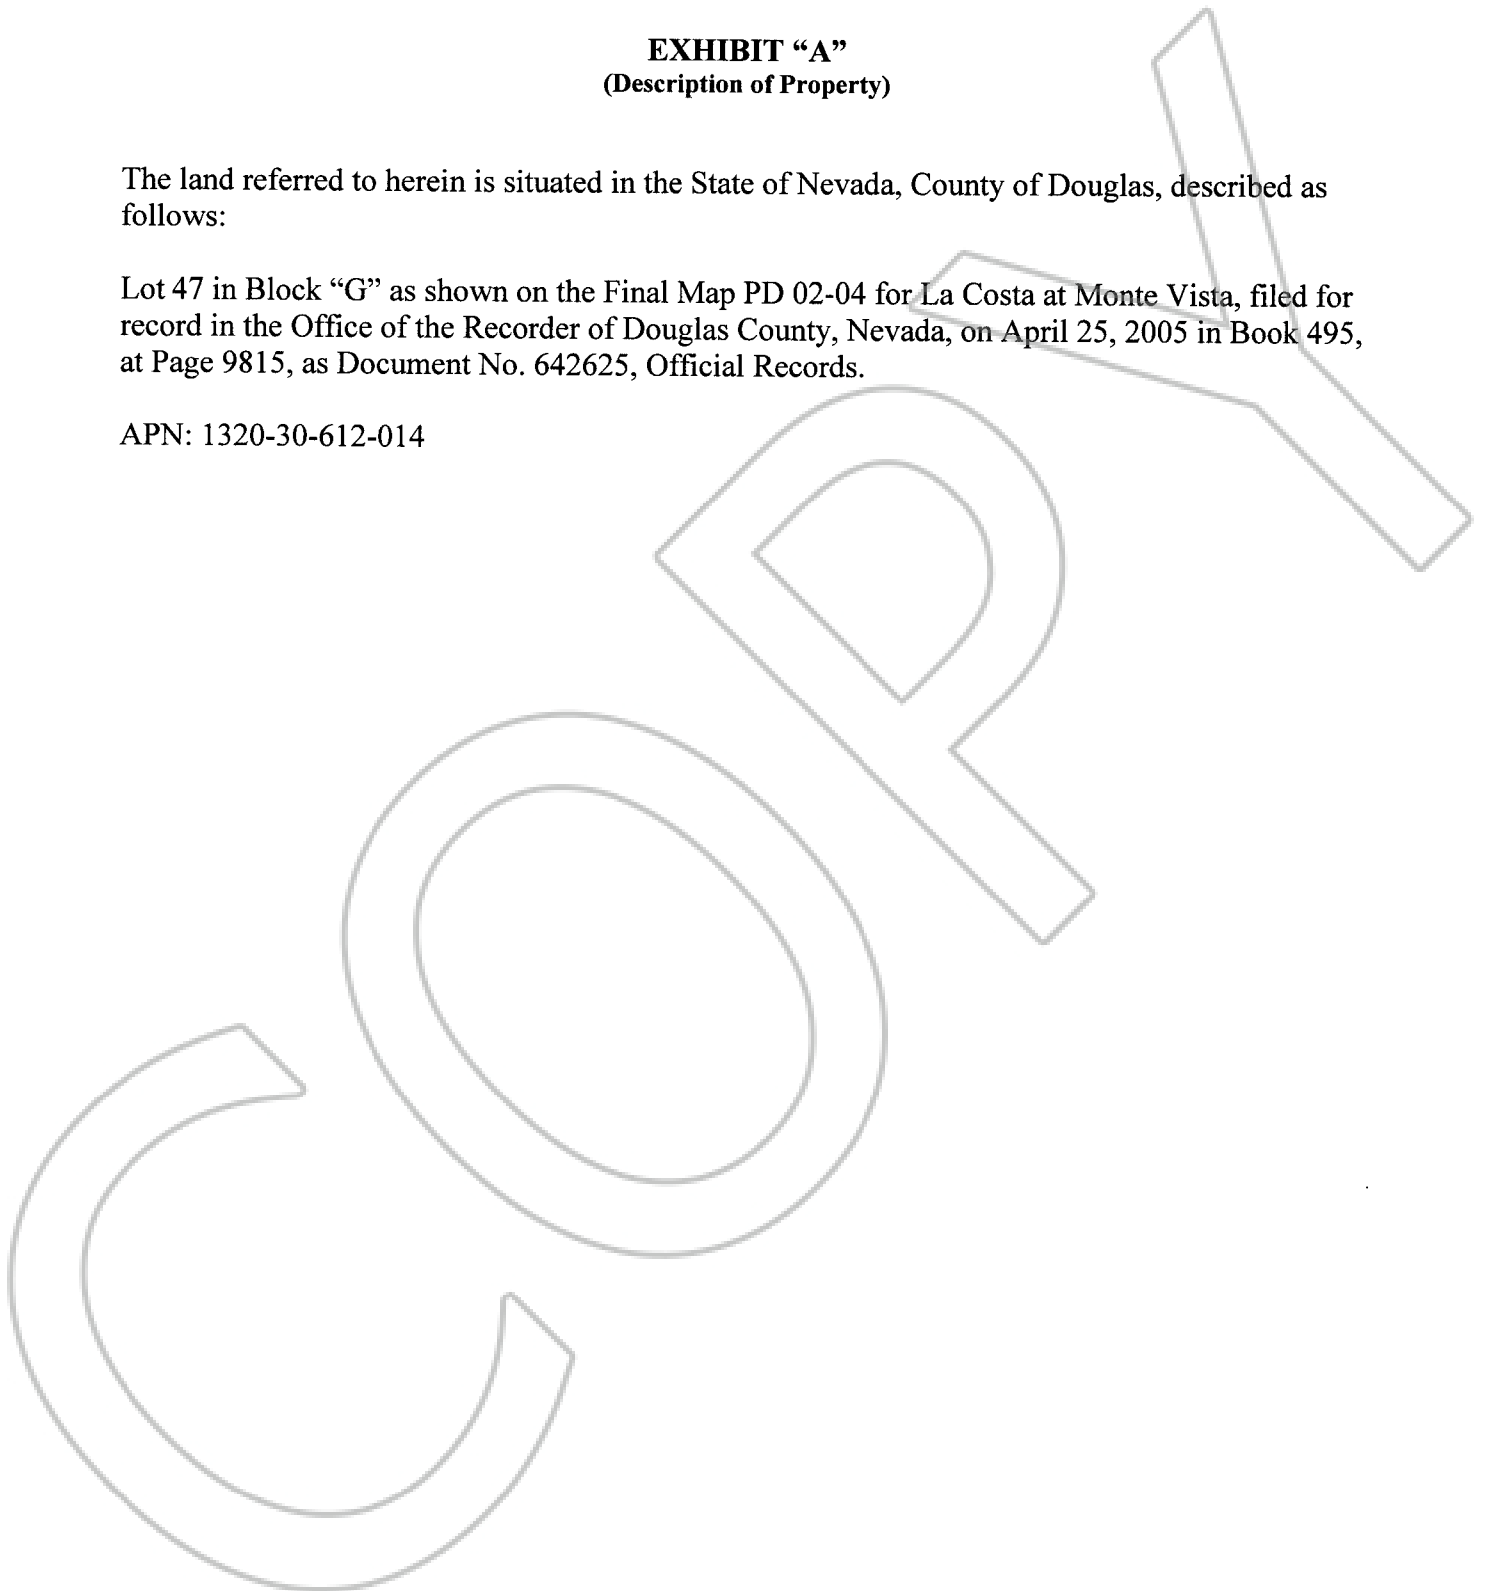 EXHIBIT “A”
(Description of Property)
The land referred to herein is situated in the State of Nevada, County of Douglas, described as
follows:
Lot 47 in Block “G” as shown on the Final Map PD 02-04 for La Costa at Monte Vista, filed for
record in the Office of the Recorder of Douglas County, Nevada, on April 25, 2005 in Book 495,
at Page 9815, as Document No. 642625, Official Records.
APN: 1320-30-612-014
COPY